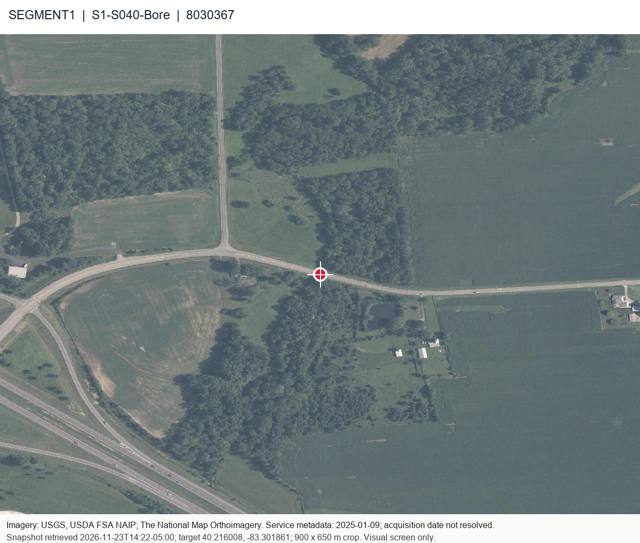 SEGMENT1 | S1-S040-Bore | 8030367
Imagery: USGS, USDA FSA NAIP; The National Map Orthoimagery. Service metadata: 2025-01-09; acquisition date not resolved.
Snapshot retrieved 2026-11-23T14:22-05:00; target 40.216008, -83.301861; 900 x 650 m crop. Visual screen only.